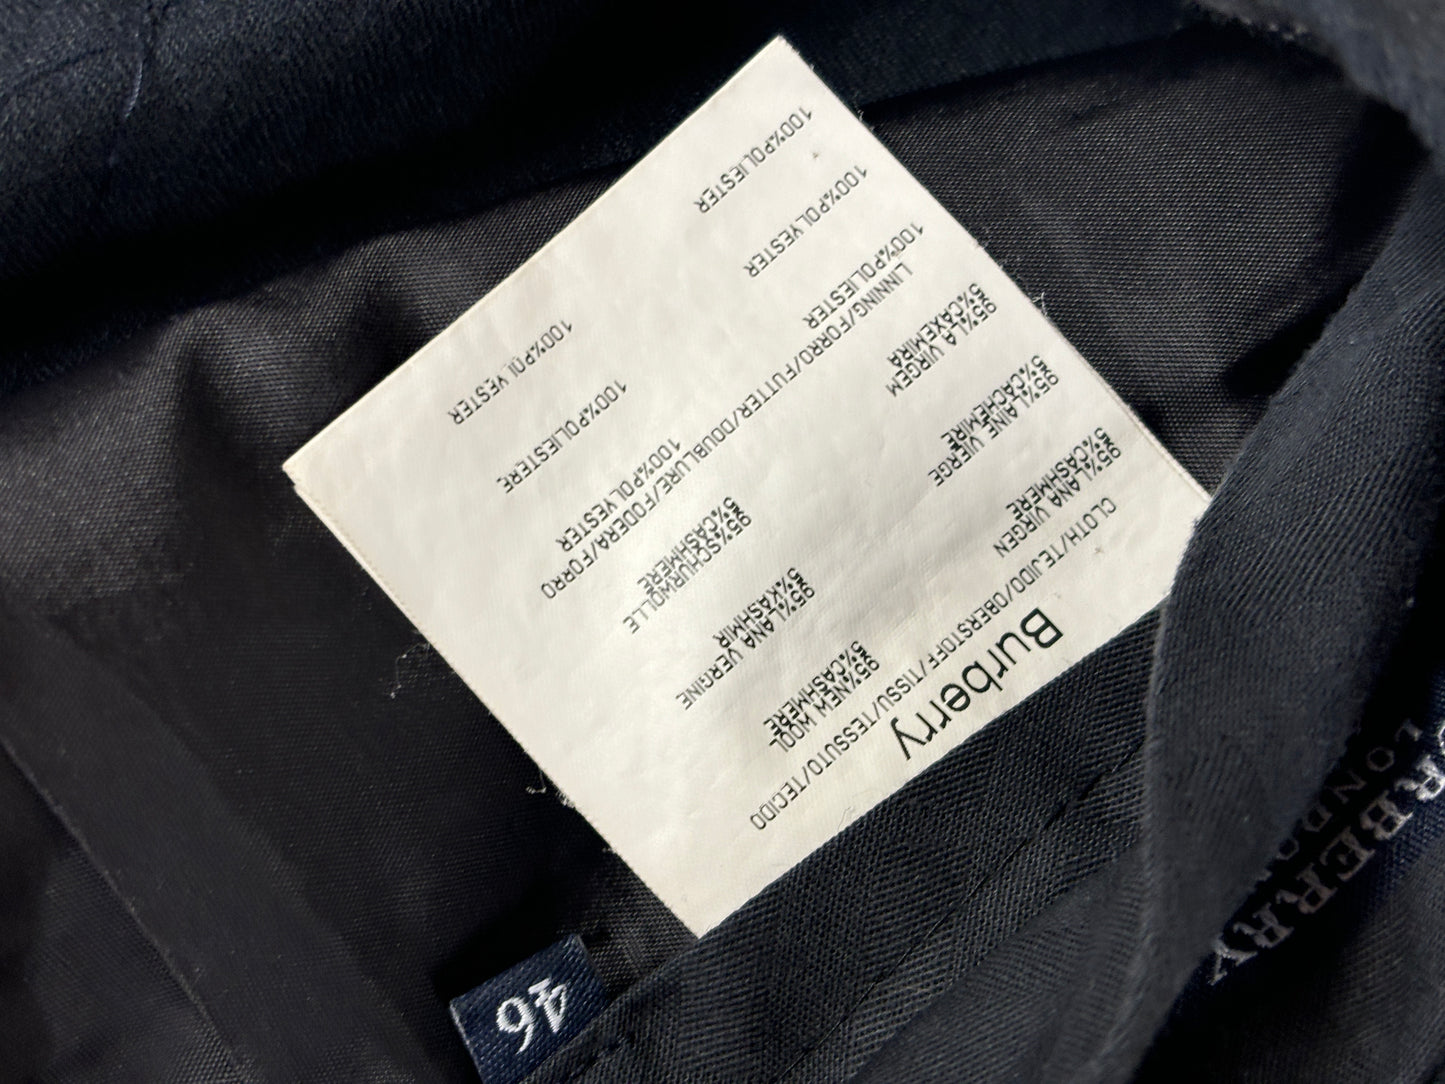 Burberry
CLOTH/TEJIDO/OBERSTOFF/TISSU/TESSUTO/TECIDO
95%LANA VIRGEN 95%NEW WOOL
5%CASHMERE 5%CASHMERE
95%LAINE VIERGE 95%LANA VERGINE
5%CACHEMIRE 5%KASHMIR
95%LA VIRGEM 95%SCHURWOLLE
5%CAXEMIRA 5%CASHMERE
LINNING/FORRO/FUTTER/DOUBLURE/FODERA/FORRO
100%POLIESTER 100%POLYESTER
100%POLYESTER 100%POLIESTERE
100%POLIESTER 100%POLYESTER
46
URBERRY
LONDON